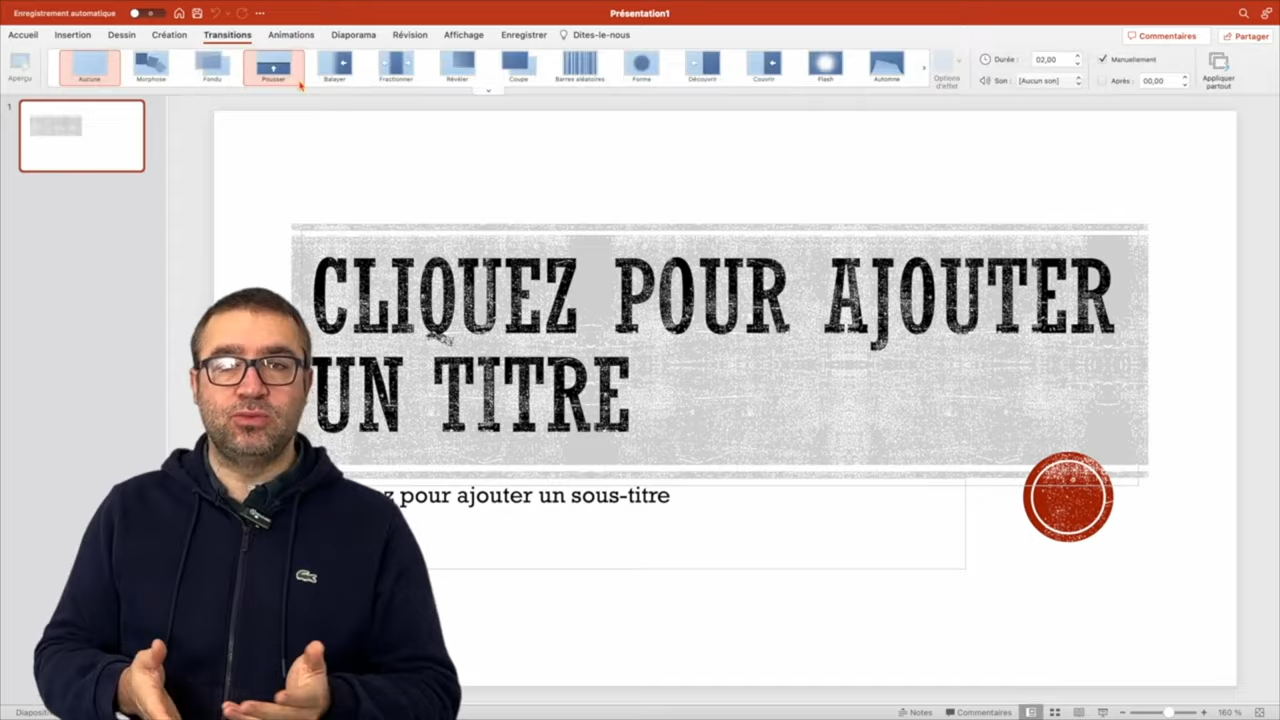 Enregistrement automatique
Présentation1
Accueil Insertion Dessin Création Transitions Animations Diaporama Révision Affichage Enregistrer Dites-le-nous
Commentaires Partager
Aperçu Aucune Morphose Fondu Pousser Balayer Fractionner Révéler Coupe Barres aléatoires Forme Découvrir Couvrir Flash Automne
Options d'effet
Durée : 02,00
Son : [Aucun son]
Manuellement
Après : 00,00
Appliquer partout
1
CLIQUEZ POUR AJOUTER
UN TITRE
pour ajouter un sous-titre
Notes Commentaires 160 %